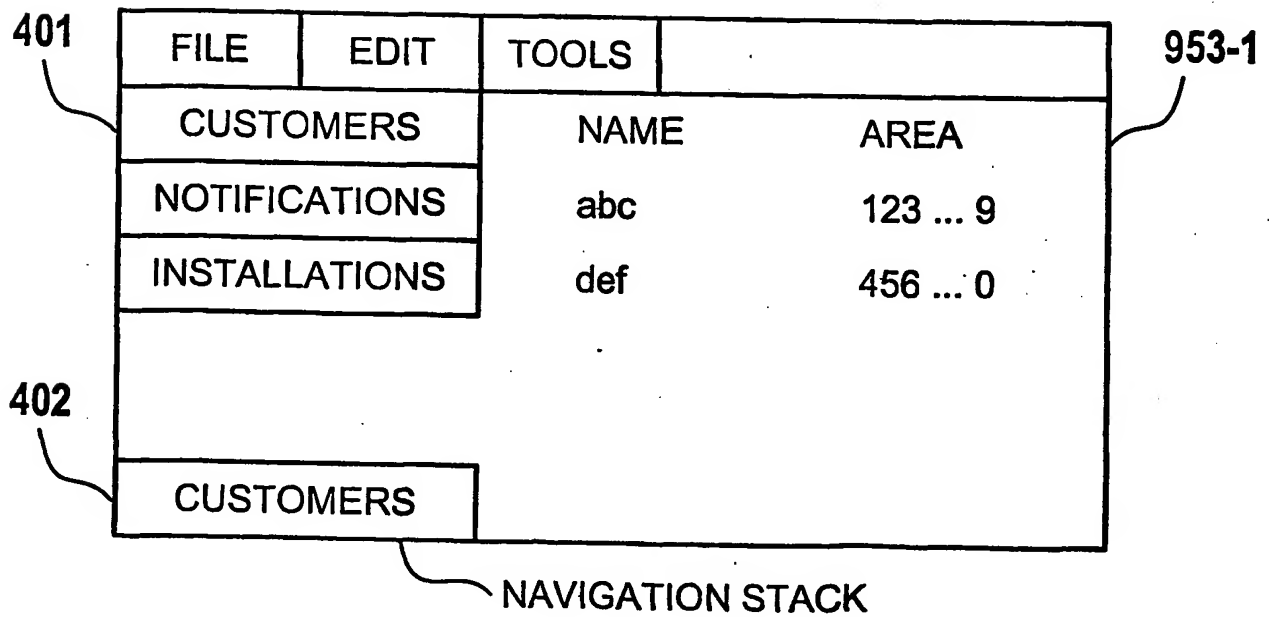 401 FILE EDIT TOOLS 953-1
CUSTOMERS NAME AREA
NOTIFICATIONS abc 123 ... 9
INSTALLATIONS def 456 ... 0
402
CUSTOMERS
NAVIGATION STACK